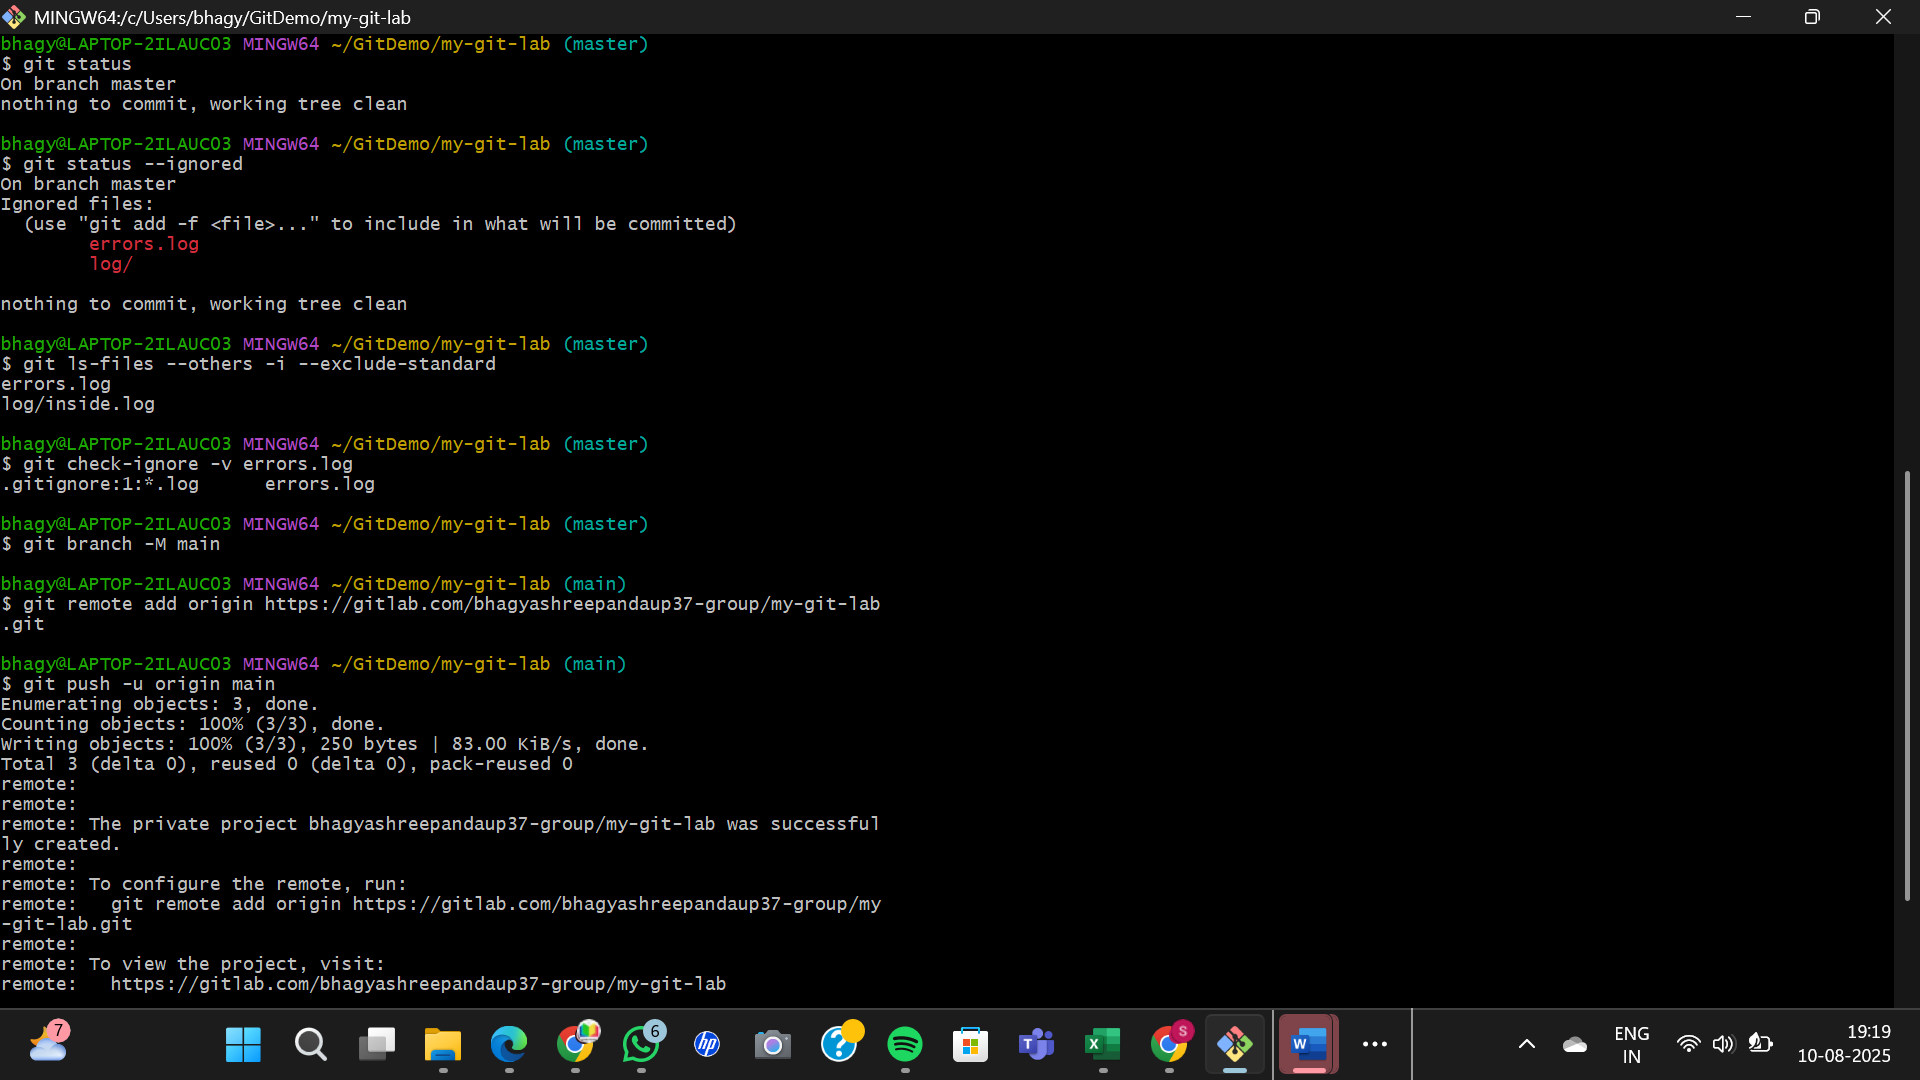 MINGW64:/c/Users/bhagy/GitDemo/my-git-lab
bhagy@LAPTOP-2ILAUCO3 MINGW64 ~/GitDemo/my-git-lab (master)
$ git status
On branch master
nothing to commit, working tree clean
bhagy@LAPTOP-2ILAUCO3 MINGW64 ~/GitDemo/my-git-lab (master)
$ git status --ignored
On branch master
Ignored files:
  (use "git add -f <file>..." to include in what will be committed)
        errors.log
        log/
nothing to commit, working tree clean
bhagy@LAPTOP-2ILAUCO3 MINGW64 ~/GitDemo/my-git-lab (master)
$ git ls-files --others -i --exclude-standard
errors.log
log/inside.log
bhagy@LAPTOP-2ILAUCO3 MINGW64 ~/GitDemo/my-git-lab (master)
$ git check-ignore -v errors.log
.gitignore:1:*.log      errors.log
bhagy@LAPTOP-2ILAUCO3 MINGW64 ~/GitDemo/my-git-lab (master)
$ git branch -M main
bhagy@LAPTOP-2ILAUCO3 MINGW64 ~/GitDemo/my-git-lab (main)
$ git remote add origin https://gitlab.com/bhagyashreepandaup37-group/my-git-lab
.git
bhagy@LAPTOP-2ILAUCO3 MINGW64 ~/GitDemo/my-git-lab (main)
$ git push -u origin main
Enumerating objects: 3, done.
Counting objects: 100% (3/3), done.
Writing objects: 100% (3/3), 250 bytes | 83.00 KiB/s, done.
Total 3 (delta 0), reused 0 (delta 0), pack-reused 0
remote:
remote:
remote: The private project bhagyashreepandaup37-group/my-git-lab was successful
ly created.
remote:
remote: To configure the remote, run:
remote:   git remote add origin https://gitlab.com/bhagyashreepandaup37-group/my
-git-lab.git
remote:
remote: To view the project, visit:
remote:   https://gitlab.com/bhagyashreepandaup37-group/my-git-lab
7
6
hp
?
T
X
S
W
ENG
IN
19:19
10-08-2025